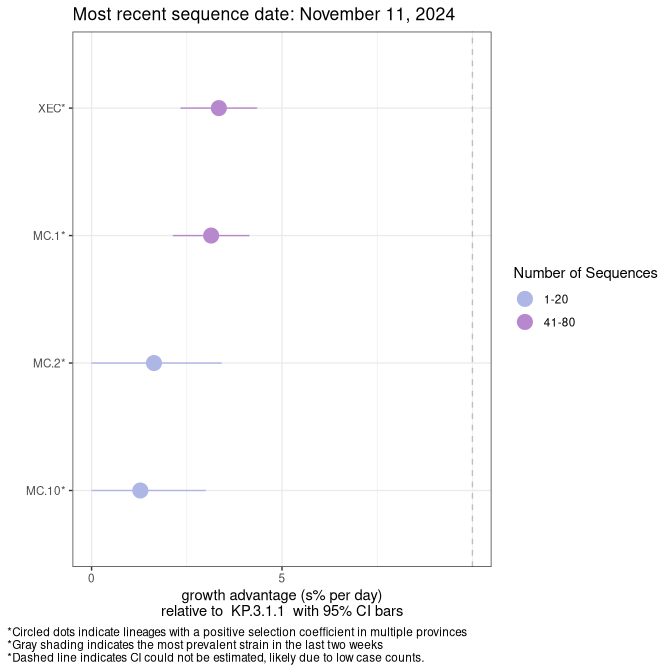 Most recent sequence date: November 11, 2024
XEC*
MC.1*
MC.2*
MC.10*
0
5
growth advantage (s% per day)
relative to  KP.3.1.1  with 95% CI bars
Number of Sequences
1-20
41-80
*Circled dots indicate lineages with a positive selection coefficient in multiple provinces
*Gray shading indicates the most prevalent strain in the last two weeks
*Dashed line indicates CI could not be estimated, likely due to low case counts.